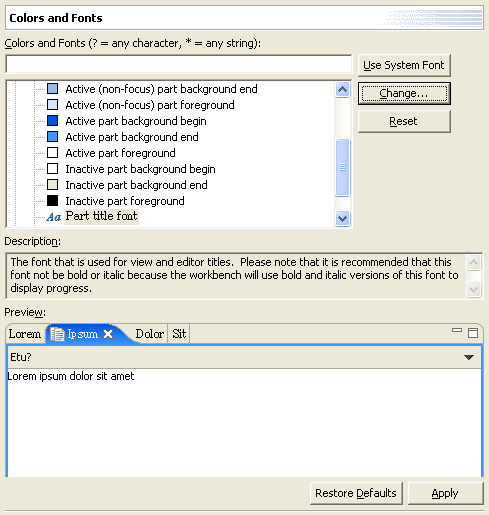 Colors and Fonts
Colors and Fonts (? = any character, * = any string):
Use System Font
Active (non-focus) part background end
Change...
Active (non-focus) part foreground
Active part background begin
Reset
Active part background end
Active part foreground
Inactive part background begin
Inactive part background end
Inactive part foreground
Aa Part title font
Description:
The font that is used for view and editor titles.  Please note that it is recommended that this
font not be bold or italic because the workbench will use bold and italic versions of this font to
display progress.
Preview:
Lorem Ipsum Dolor Sit
Etu?
Lorem ipsum dolor sit amet
Restore Defaults Apply